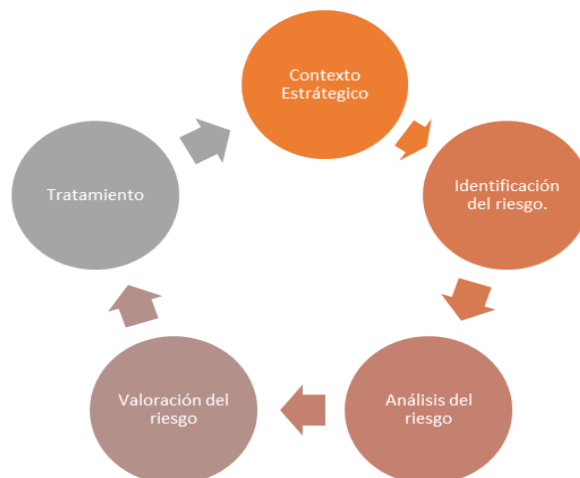 Contexto
Estrátegico
Identificación
del riesgo.
Análisis del
riesgo
Valoración del
riesgo
Tratamiento